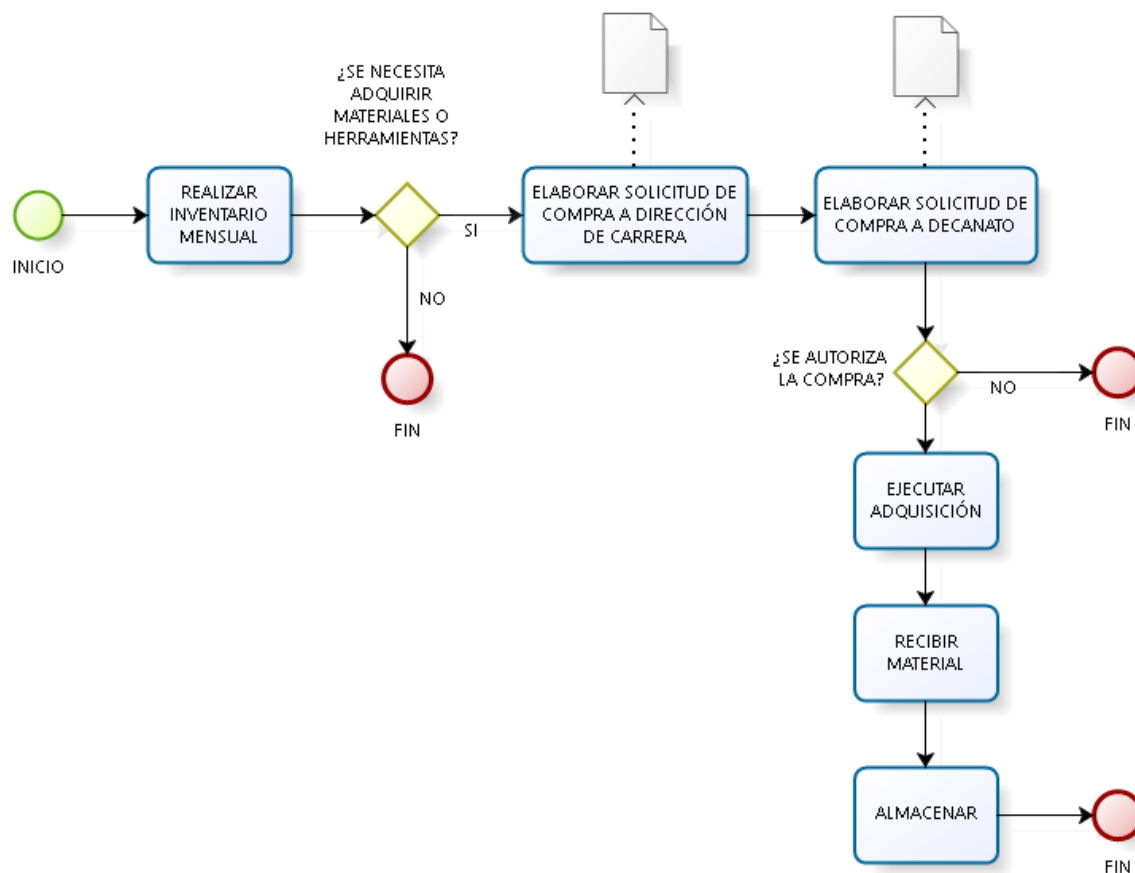 ¿SE NECESITA
ADQUIRIR
MATERIALES O
HERRAMIENTAS?
INICIO
REALIZAR
INVENTARIO
MENSUAL
SI
NO
FIN
ELABORAR SOLICITUD DE
COMPRA A DIRECCIÓN
DE CARRERA
ELABORAR SOLICITUD DE
COMPRA A DECANATO
¿SE AUTORIZA
LA COMPRA?
NO
FIN
EJECUTAR
ADQUISICIÓN
RECIBIR
MATERIAL
ALMACENAR
FIN